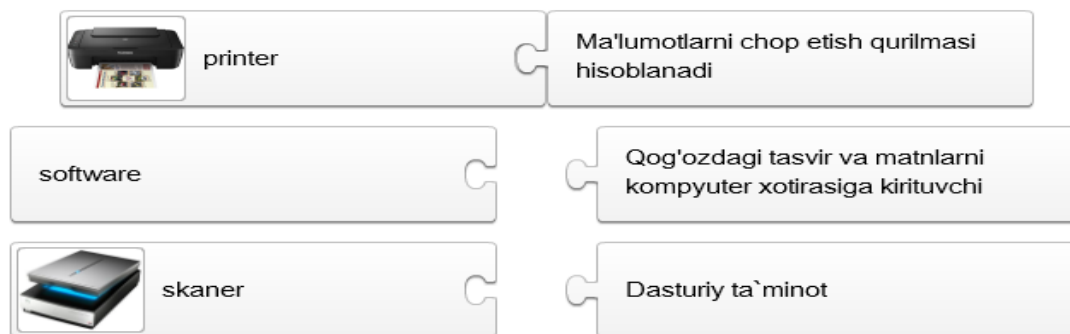 printer
Ma'lumotlarni chop etish qurilmasi
hisoblanadi
software
Qog'ozdagi tasvir va matnlarni
kompyuter xotirasiga kirituvchi
skaner
Dasturiy ta`minot